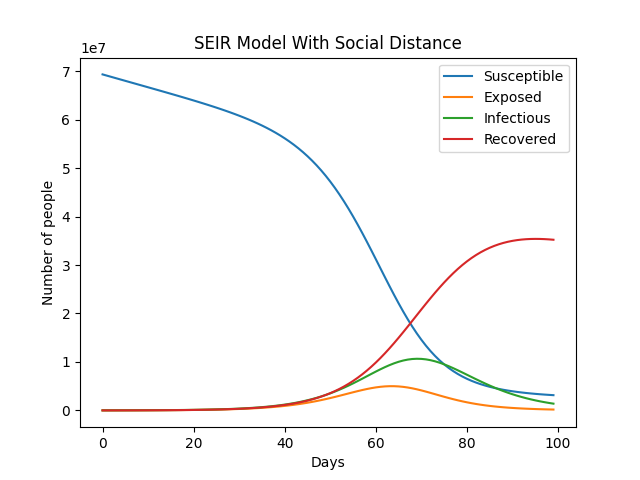 SEIR Model With Social Distance
1e7
7
6
5
4
3
2
1
0
Number of people
Susceptible
Exposed
Infectious
Recovered
0 20 40 60 80 100
Days